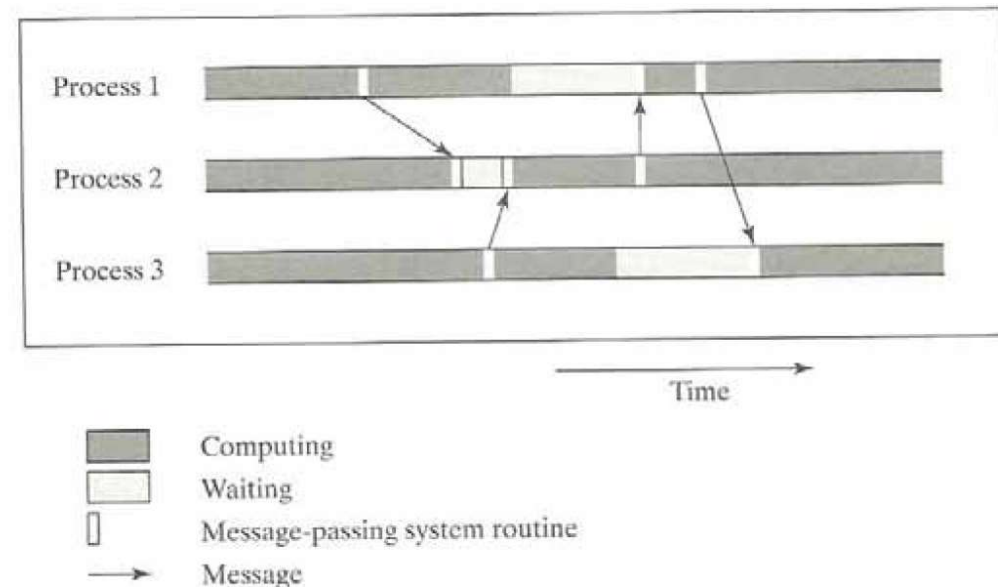 Process 1
Process 2
Process 3
Time
Computing
Waiting
Message-passing system routine
Message